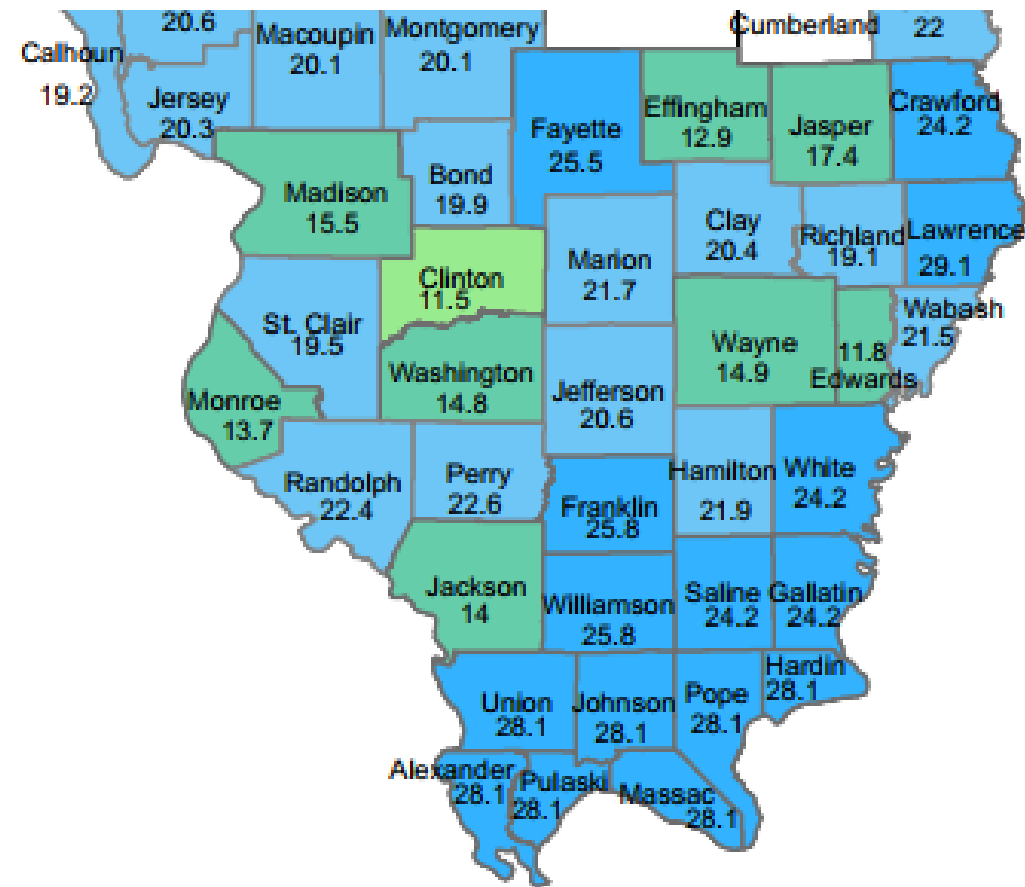 20.6
Macoupin
20.1
Montgomery
20.1
Cumberland
22
Calhoun
19.2
Jersey
20.3
Fayette
25.5
Effingham
12.9
Jasper
17.4
Crawford
24.2
Madison
15.5
Bond
19.9
Clay
20.4
Richland
19.1
Lawrence
29.1
Clinton
11.5
Marion
21.7
St. Clair
19.5
Wabash
21.5
Wayne
14.9
11.8
Edwards
Washington
14.8
Jefferson
20.6
Monroe
13.7
Randolph
22.4
Perry
22.6
Franklin
25.8
Hamilton
21.9
White
24.2
Jackson
14
Williamson
25.8
Saline
24.2
Gallatin
24.2
Union
28.1
Johnson
28.1
Pope
28.1
Hardin
28.1
Alexander
28.1
Pulaski
28.1
Massac
28.1